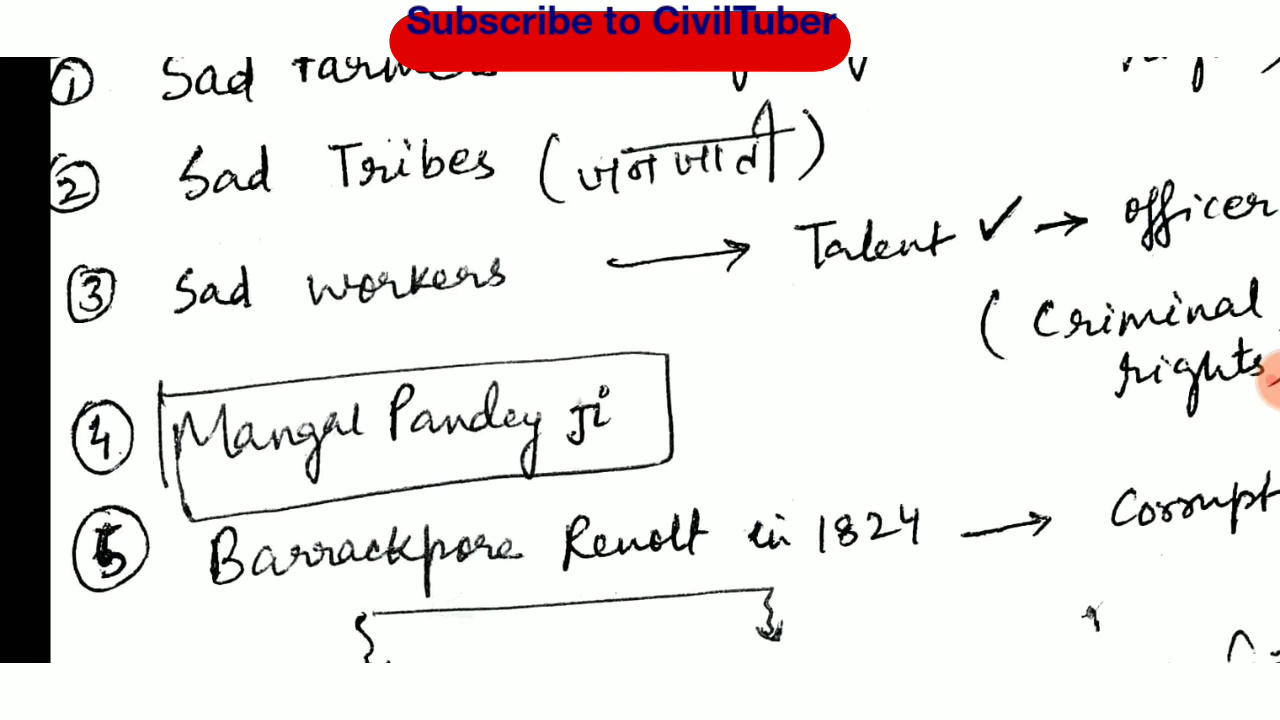 Subscribe to CivilTuber
① Sad Farmers
② Sad Tribes (जनजाती)
③ Sad workers → Talent ✓ → officer
(Criminal rights)
④ Mangal Pandey Ji
⑤ Barrackpore Revolt in 1824 → Corrupt